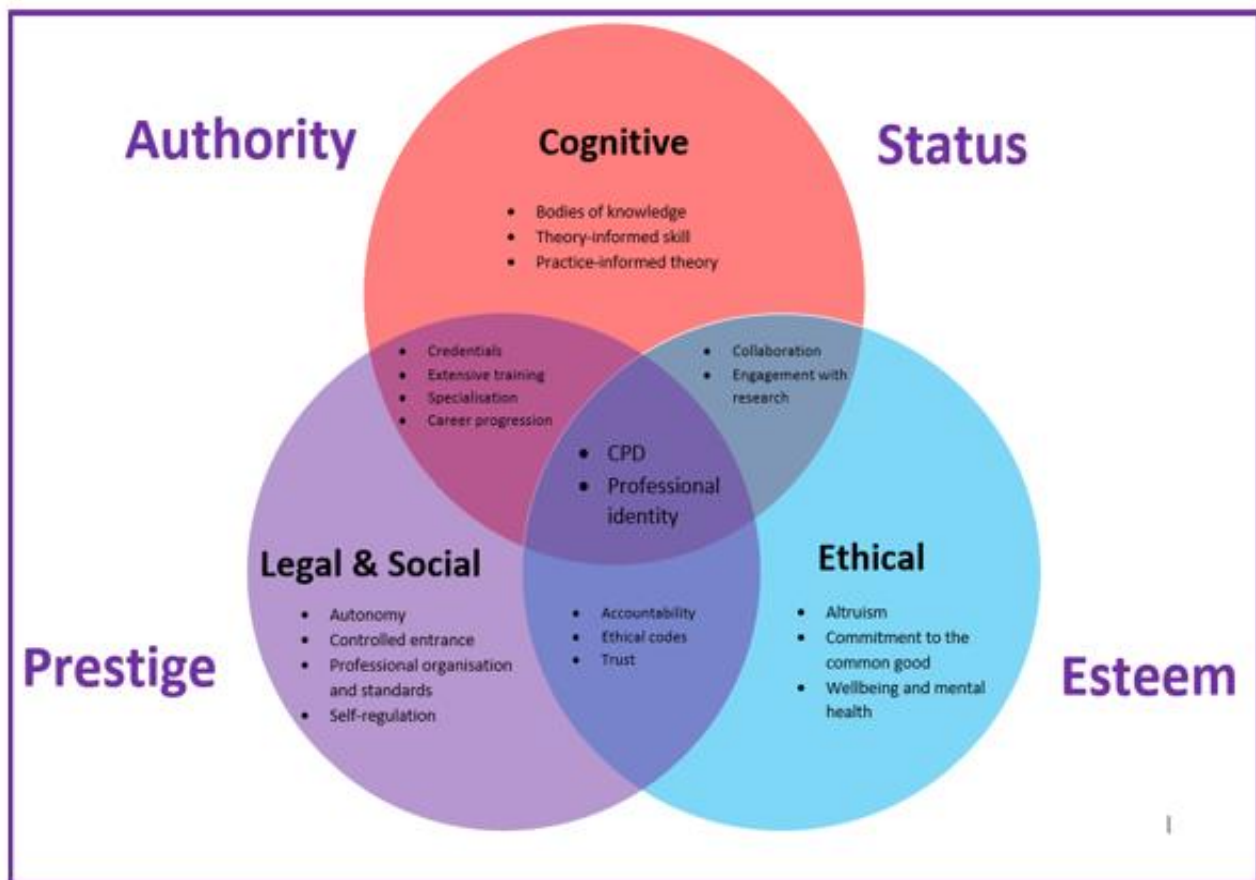 Authority
Status
Cognitive
• Bodies of knowledge
• Theory-informed skill
• Practice-informed theory
• Credentials
• Extensive training
• Specialisation
• Career progression
• Collaboration
• Engagement with
research
• CPD
• Professional
identity
Legal & Social
• Autonomy
• Controlled entrance
• Professional organisation
and standards
• Self-regulation
• Accountability
• Ethical codes
• Trust
Ethical
• Altruism
• Commitment to the
common good
• Wellbeing and mental
health
Prestige
Esteem